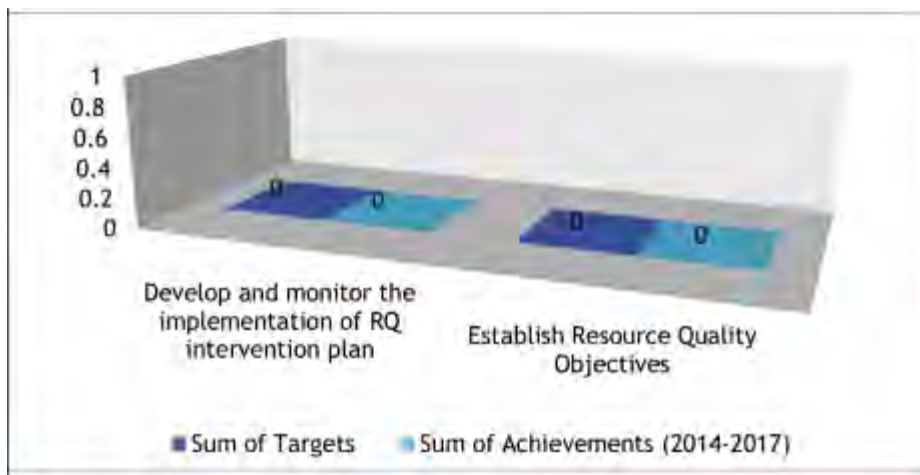 1
0.8
0.6
0.4
0.2
0
0
0
0
0
Develop and monitor the
implementation of RQ
intervention plan
Establish Resource Quality
Objectives
Sum of Targets
Sum of Achievements (2014-2017)